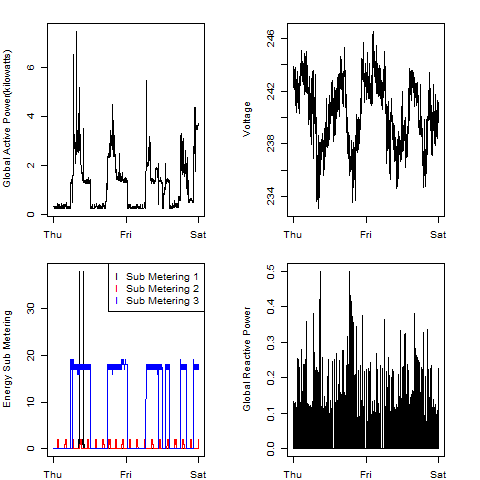 Global Active Power(kilowatts)
0 2 4 6
Thu Fri Sat
Voltage
234 238 242 246
Thu Fri Sat
Energy Sub Metering
0 10 20 30
Sub Metering 1
Sub Metering 2
Sub Metering 3
Thu Fri Sat
Global Reactive Power
0.0 0.1 0.2 0.3 0.4 0.5
Thu Fri Sat